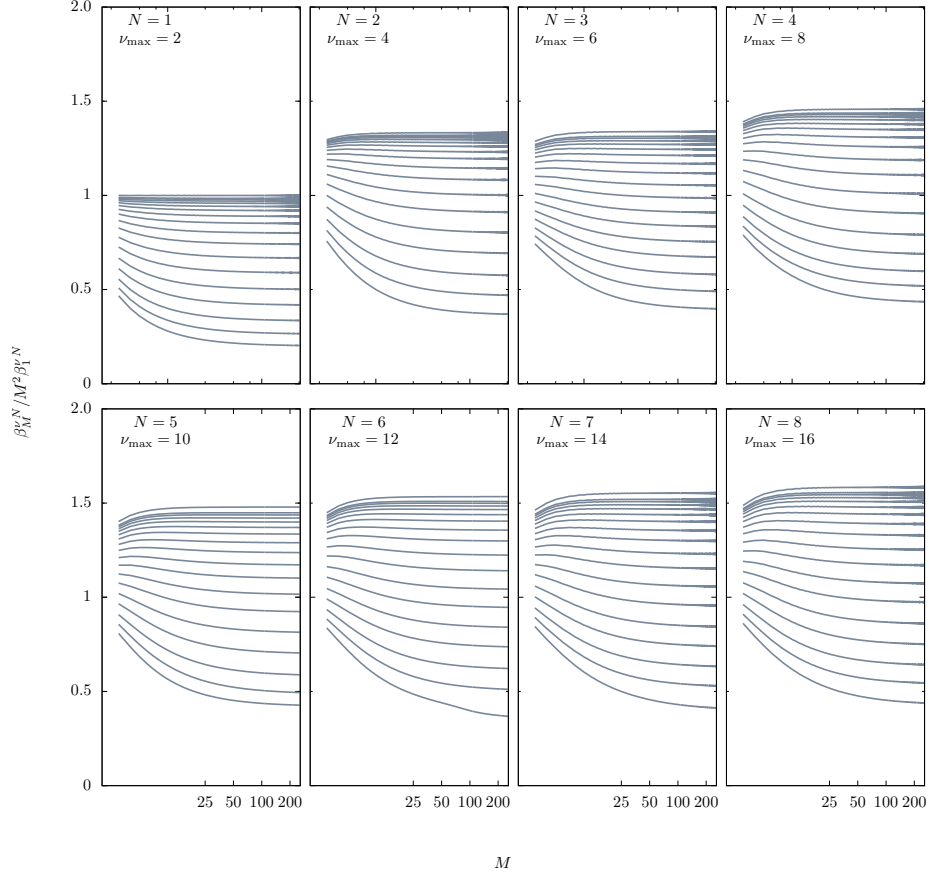 2.0
N = 1
ν_max = 2
N = 2
ν_max = 4
N = 3
ν_max = 6
N = 4
ν_max = 8
1.5
1
0.5
0
β_M^{ν N}/M^2β_1^{ν N}
2.0
N = 5
ν_max = 10
N = 6
ν_max = 12
N = 7
ν_max = 14
N = 8
ν_max = 16
1.5
1
0.5
0
25 50 100 200
25 50 100 200
25 50 100 200
25 50 100 200
M